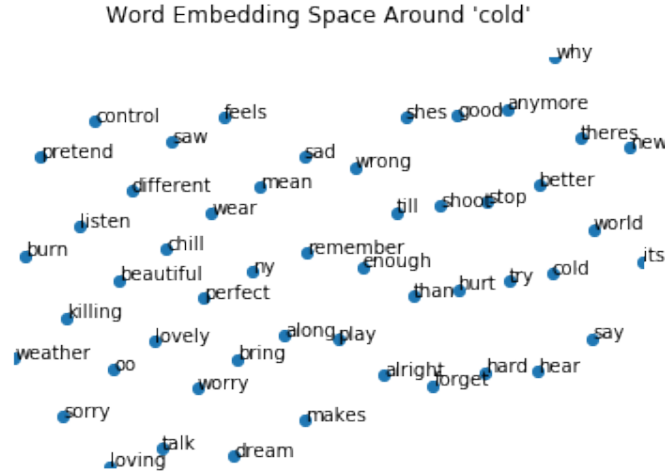 Word Embedding Space Around 'cold'
why
control
feels
shes
good
anymore
saw
theres
new
pretend
sad
wrong
different
mean
better
listen
wear
till
shoot
stop
world
burn
chill
remember
enough
its
beautiful
ny
perfect
than
hurt
try
cold
killing
weather
lovely
along
play
say
oo
bring
worry
alright
forget
hard
hear
sorry
makes
talk
loving
dream